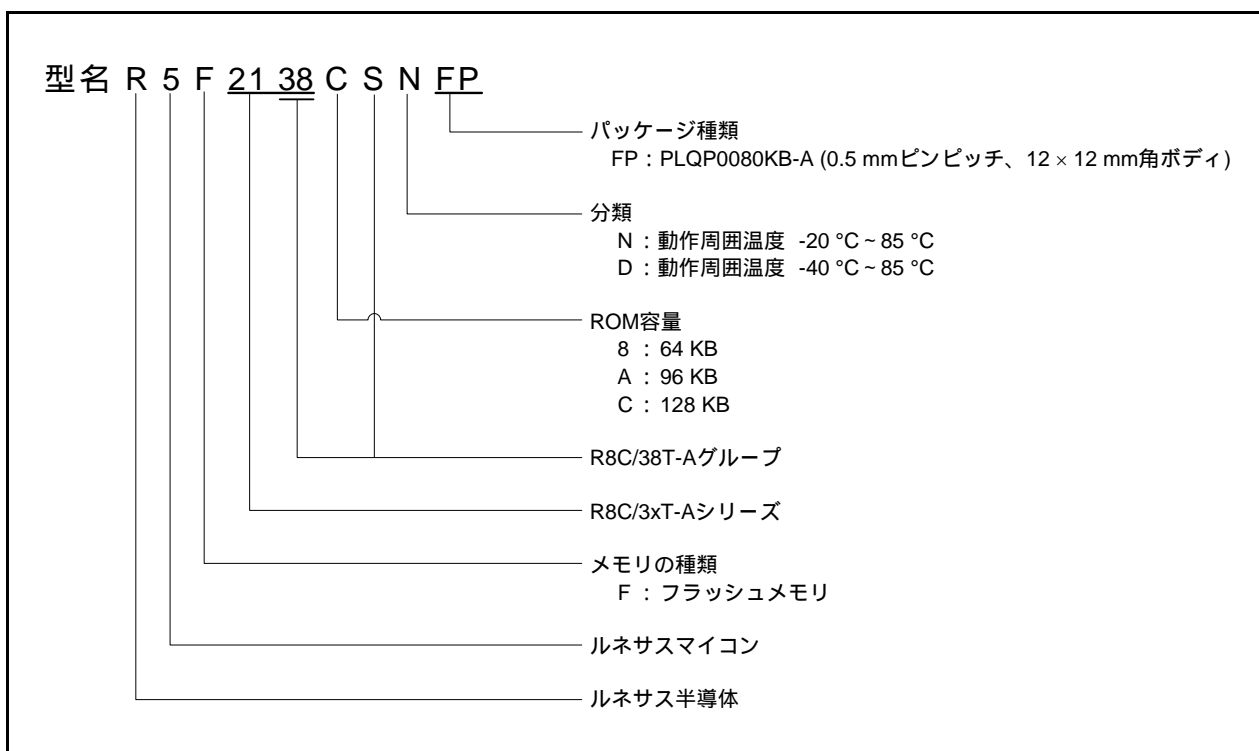 型名 R 5 F 21 38 C S N FP
パッケージ種類
FP : PLQP0080KB-A (0.5 mmピンピッチ、12 × 12 mm角ボディ)
分類
N : 動作周囲温度 -20 °C ~ 85 °C
D : 動作周囲温度 -40 °C ~ 85 °C
ROM容量
8 : 64 KB
A : 96 KB
C : 128 KB
R8C/38T-Aグループ
R8C/3xT-Aシリーズ
メモリの種類
F : フラッシュメモリ
ルネサスマイコン
ルネサス半導体